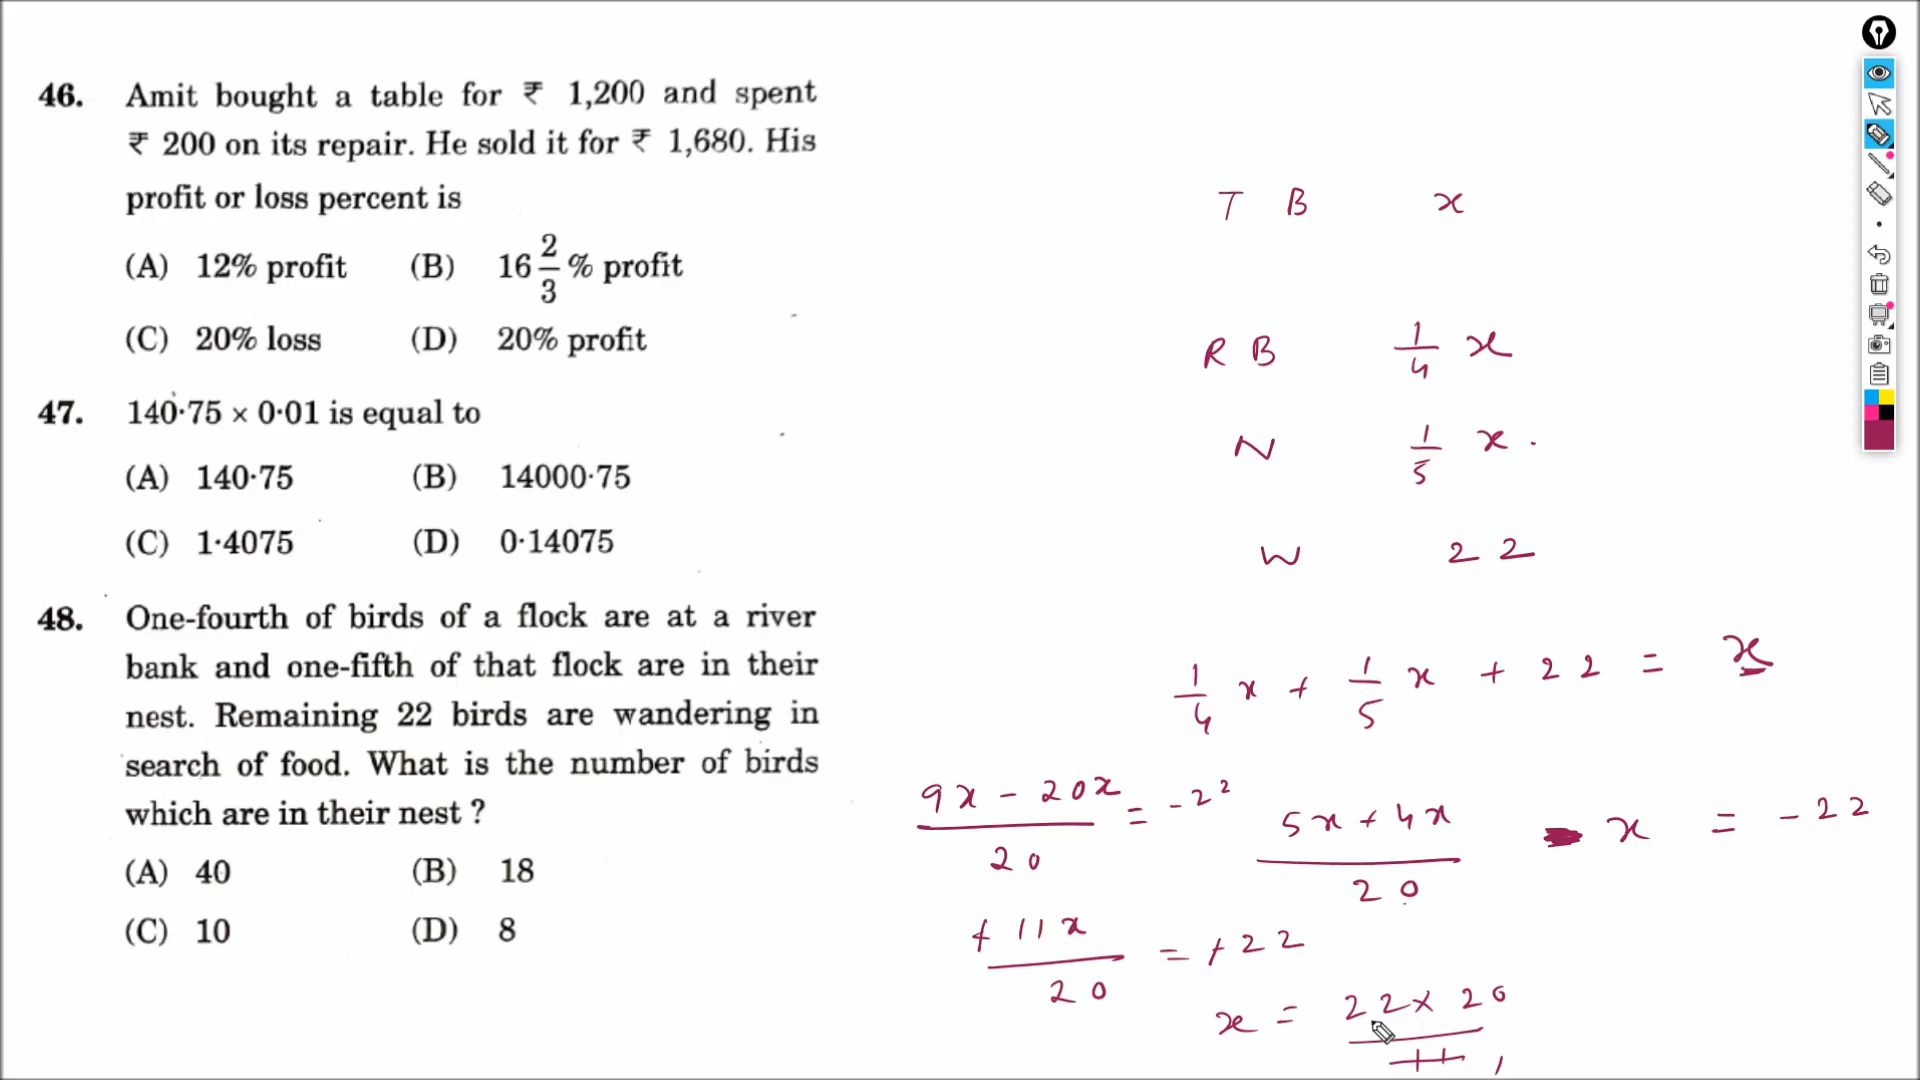 46. Amit bought a table for ₹ 1,200 and spent
₹ 200 on its repair. He sold it for ₹ 1,680. His
profit or loss percent is
(A) 12% profit (B) 16 2/3 % profit
(C) 20% loss (D) 20% profit
47. 140·75 × 0·01 is equal to
(A) 140·75 (B) 14000·75
(C) 1·4075 (D) 0·14075
48. One-fourth of birds of a flock are at a river
bank and one-fifth of that flock are in their
nest. Remaining 22 birds are wandering in
search of food. What is the number of birds
which are in their nest ?
(A) 40 (B) 18
(C) 10 (D) 8
T B x
R B 1/4 x
N 1/5 x .
W 22
1/4 x + 1/5 x + 22 = x
5x + 4x / 20 x = -22
9x - 20x / 20 = -22
+ 11x / 20 = +22
x = 22 x 20 / 11